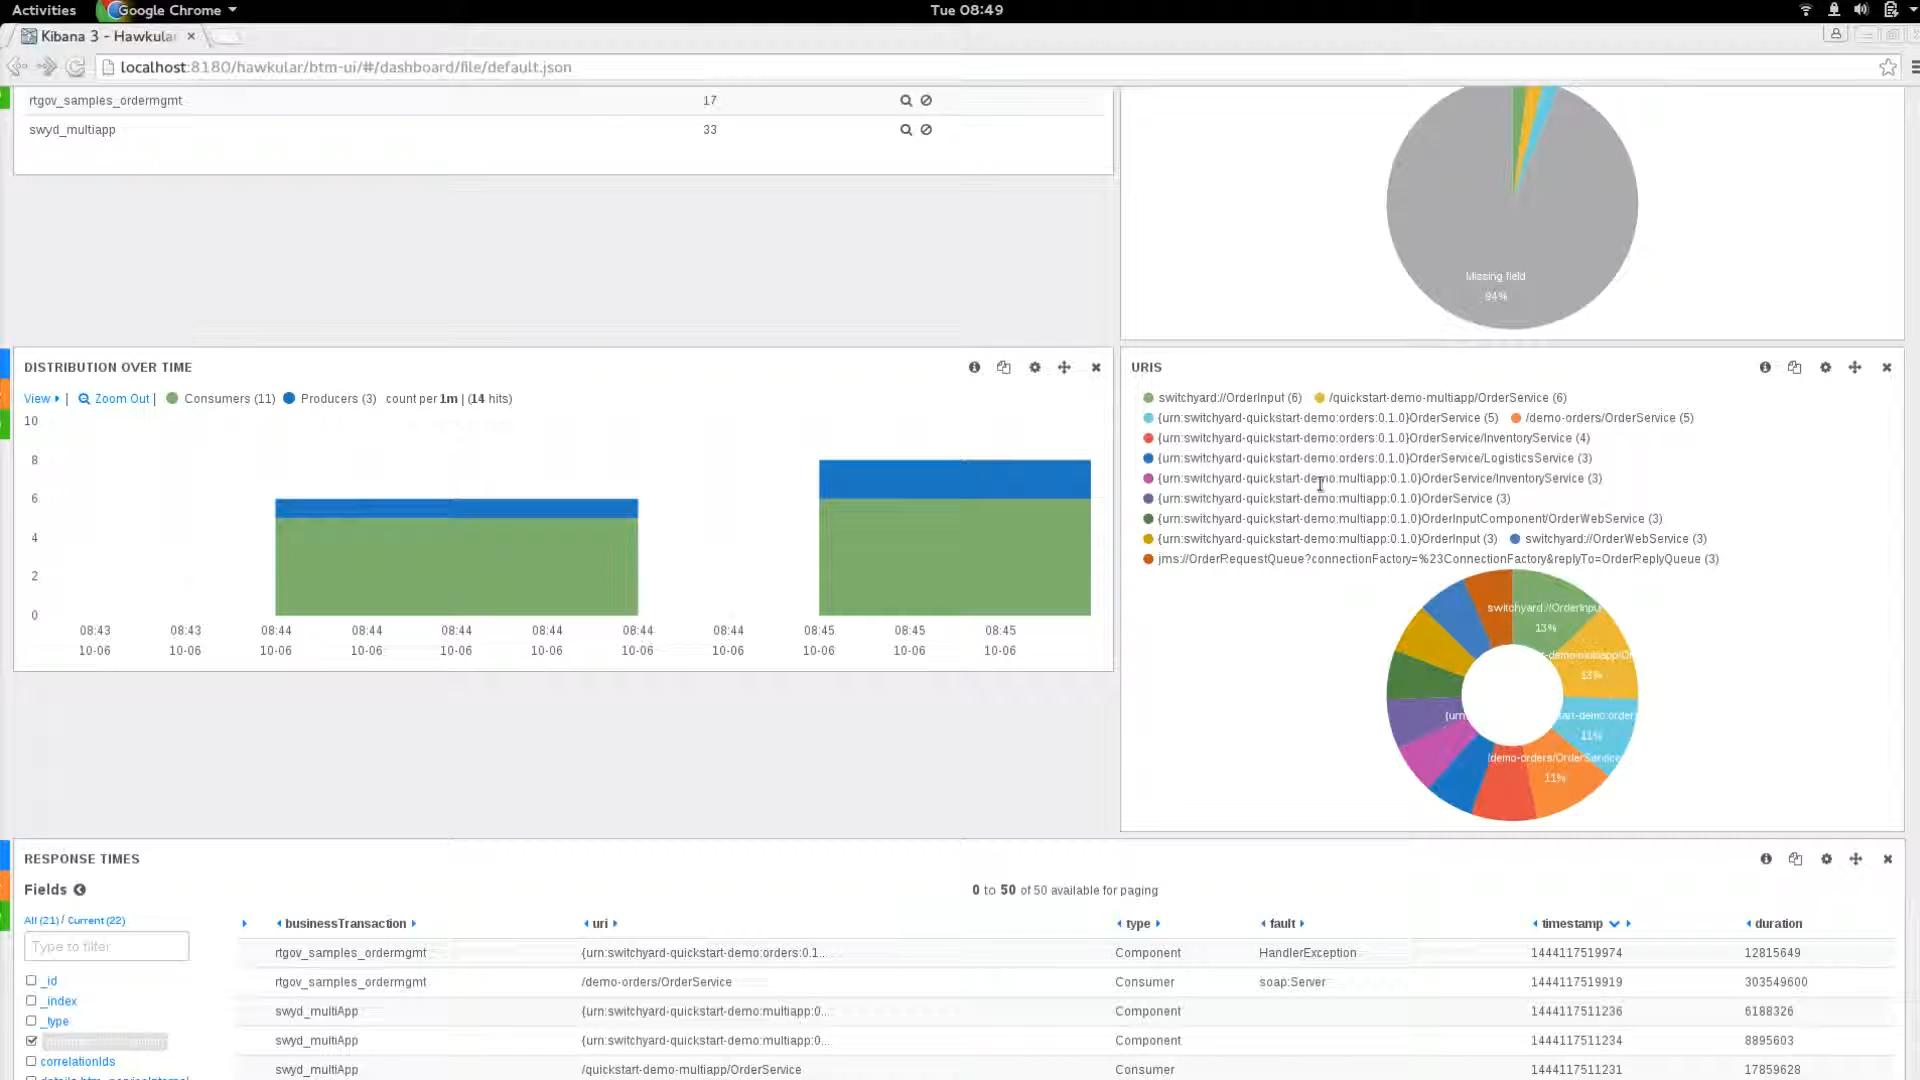 Activities Google Chrome Tue 08:49
Kibana 3 - Hawkular
localhost:8180/hawkular/btm-ui/#/dashboard/file/default.json
rtgov_samples_ordermgmt 17
swyd_multiapp 33
Missing field
94%
DISTRIBUTION OVER TIME
View | Zoom Out | Consumers (11) Producers (3) count per 1m | (14 hits)
10
8
6
4
2
0
08:43 08:43 08:44 08:44 08:44 08:44 08:44 08:44 08:45 08:45 08:45
10-06 10-06 10-06 10-06 10-06 10-06 10-06 10-06 10-06 10-06 10-06
URIS
switchyard://OrderInput (6) /quickstart-demo-multiapp/OrderService (6)
{urn:switchyard-quickstart-demo:orders:0.1.0}OrderService (5) /demo-orders/OrderService (5)
{urn:switchyard-quickstart-demo:orders:0.1.0}OrderService/InventoryService (4)
{urn:switchyard-quickstart-demo:orders:0.1.0}OrderService/LogisticsService (3)
{urn:switchyard-quickstart-demo:multiapp:0.1.0}OrderService/InventoryService (3)
{urn:switchyard-quickstart-demo:multiapp:0.1.0}OrderService (3)
{urn:switchyard-quickstart-demo:multiapp:0.1.0}OrderInputComponent/OrderWebService (3)
{urn:switchyard-quickstart-demo:multiapp:0.1.0}OrderInput (3) switchyard://OrderWebService (3)
jms://OrderRequestQueue?connectionFactory=%23ConnectionFactory&replyTo=OrderReplyQueue (3)
switchyard://OrderInput
13%
-demo-multiapp/Or
13%
{urn: art-demo:order
11%
/demo-orders/OrderService
11%
RESPONSE TIMES
Fields 0 to 50 of 50 available for paging
All (21) / Current (22)
Type to filter
_id
_index
_type
correlationIds
businessTransaction uri type fault timestamp duration
rtgov_samples_ordermgmt {urn:switchyard-quickstart-demo:orders:0.1... Component HandlerException 1444117519974 12815649
rtgov_samples_ordermgmt /demo-orders/OrderService Consumer soap:Server 1444117519919 303549600
swyd_multiApp {urn:switchyard-quickstart-demo:multiapp:0... Component 1444117511236 6188326
swyd_multiApp {urn:switchyard-quickstart-demo:multiapp:0... Component 1444117511234 8895603
swyd_multiApp /quickstart-demo-multiapp/OrderService Consumer 1444117511231 17859628